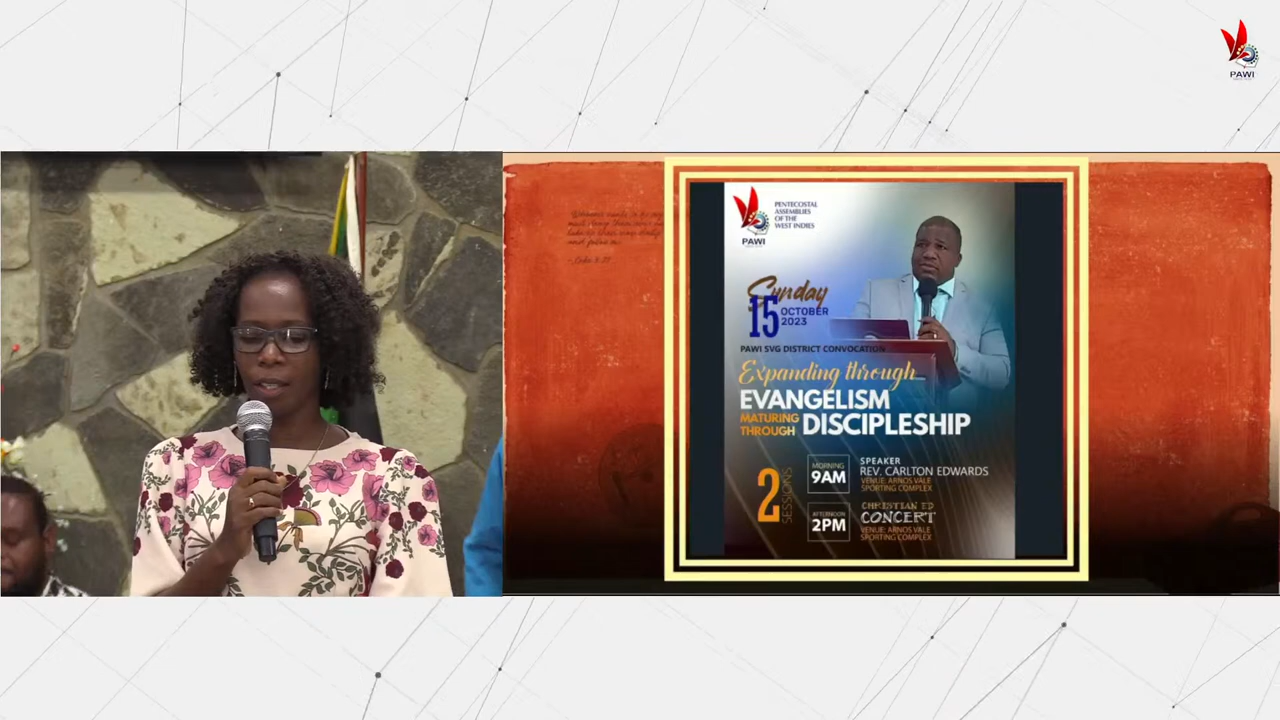 PAWI
PENTECOSTAL
ASSEMBLIES
OF THE
WEST INDIES
PAWI
Sunday
15 OCTOBER
2023
PAWI SVG DISTRICT CONVOCATION
Expanding through
EVANGELISM
MATURING
THROUGH DISCIPLESHIP
2 SESSIONS
MORNING
9AM
SPEAKER
REV. CARLTON EDWARDS
VENUE: ARNOS VALE
SPORTING COMPLEX
AFTERNOON
2PM
CHRISTIAN ED
CONCERT
VENUE: ARNOS VALE
SPORTING COMPLEX